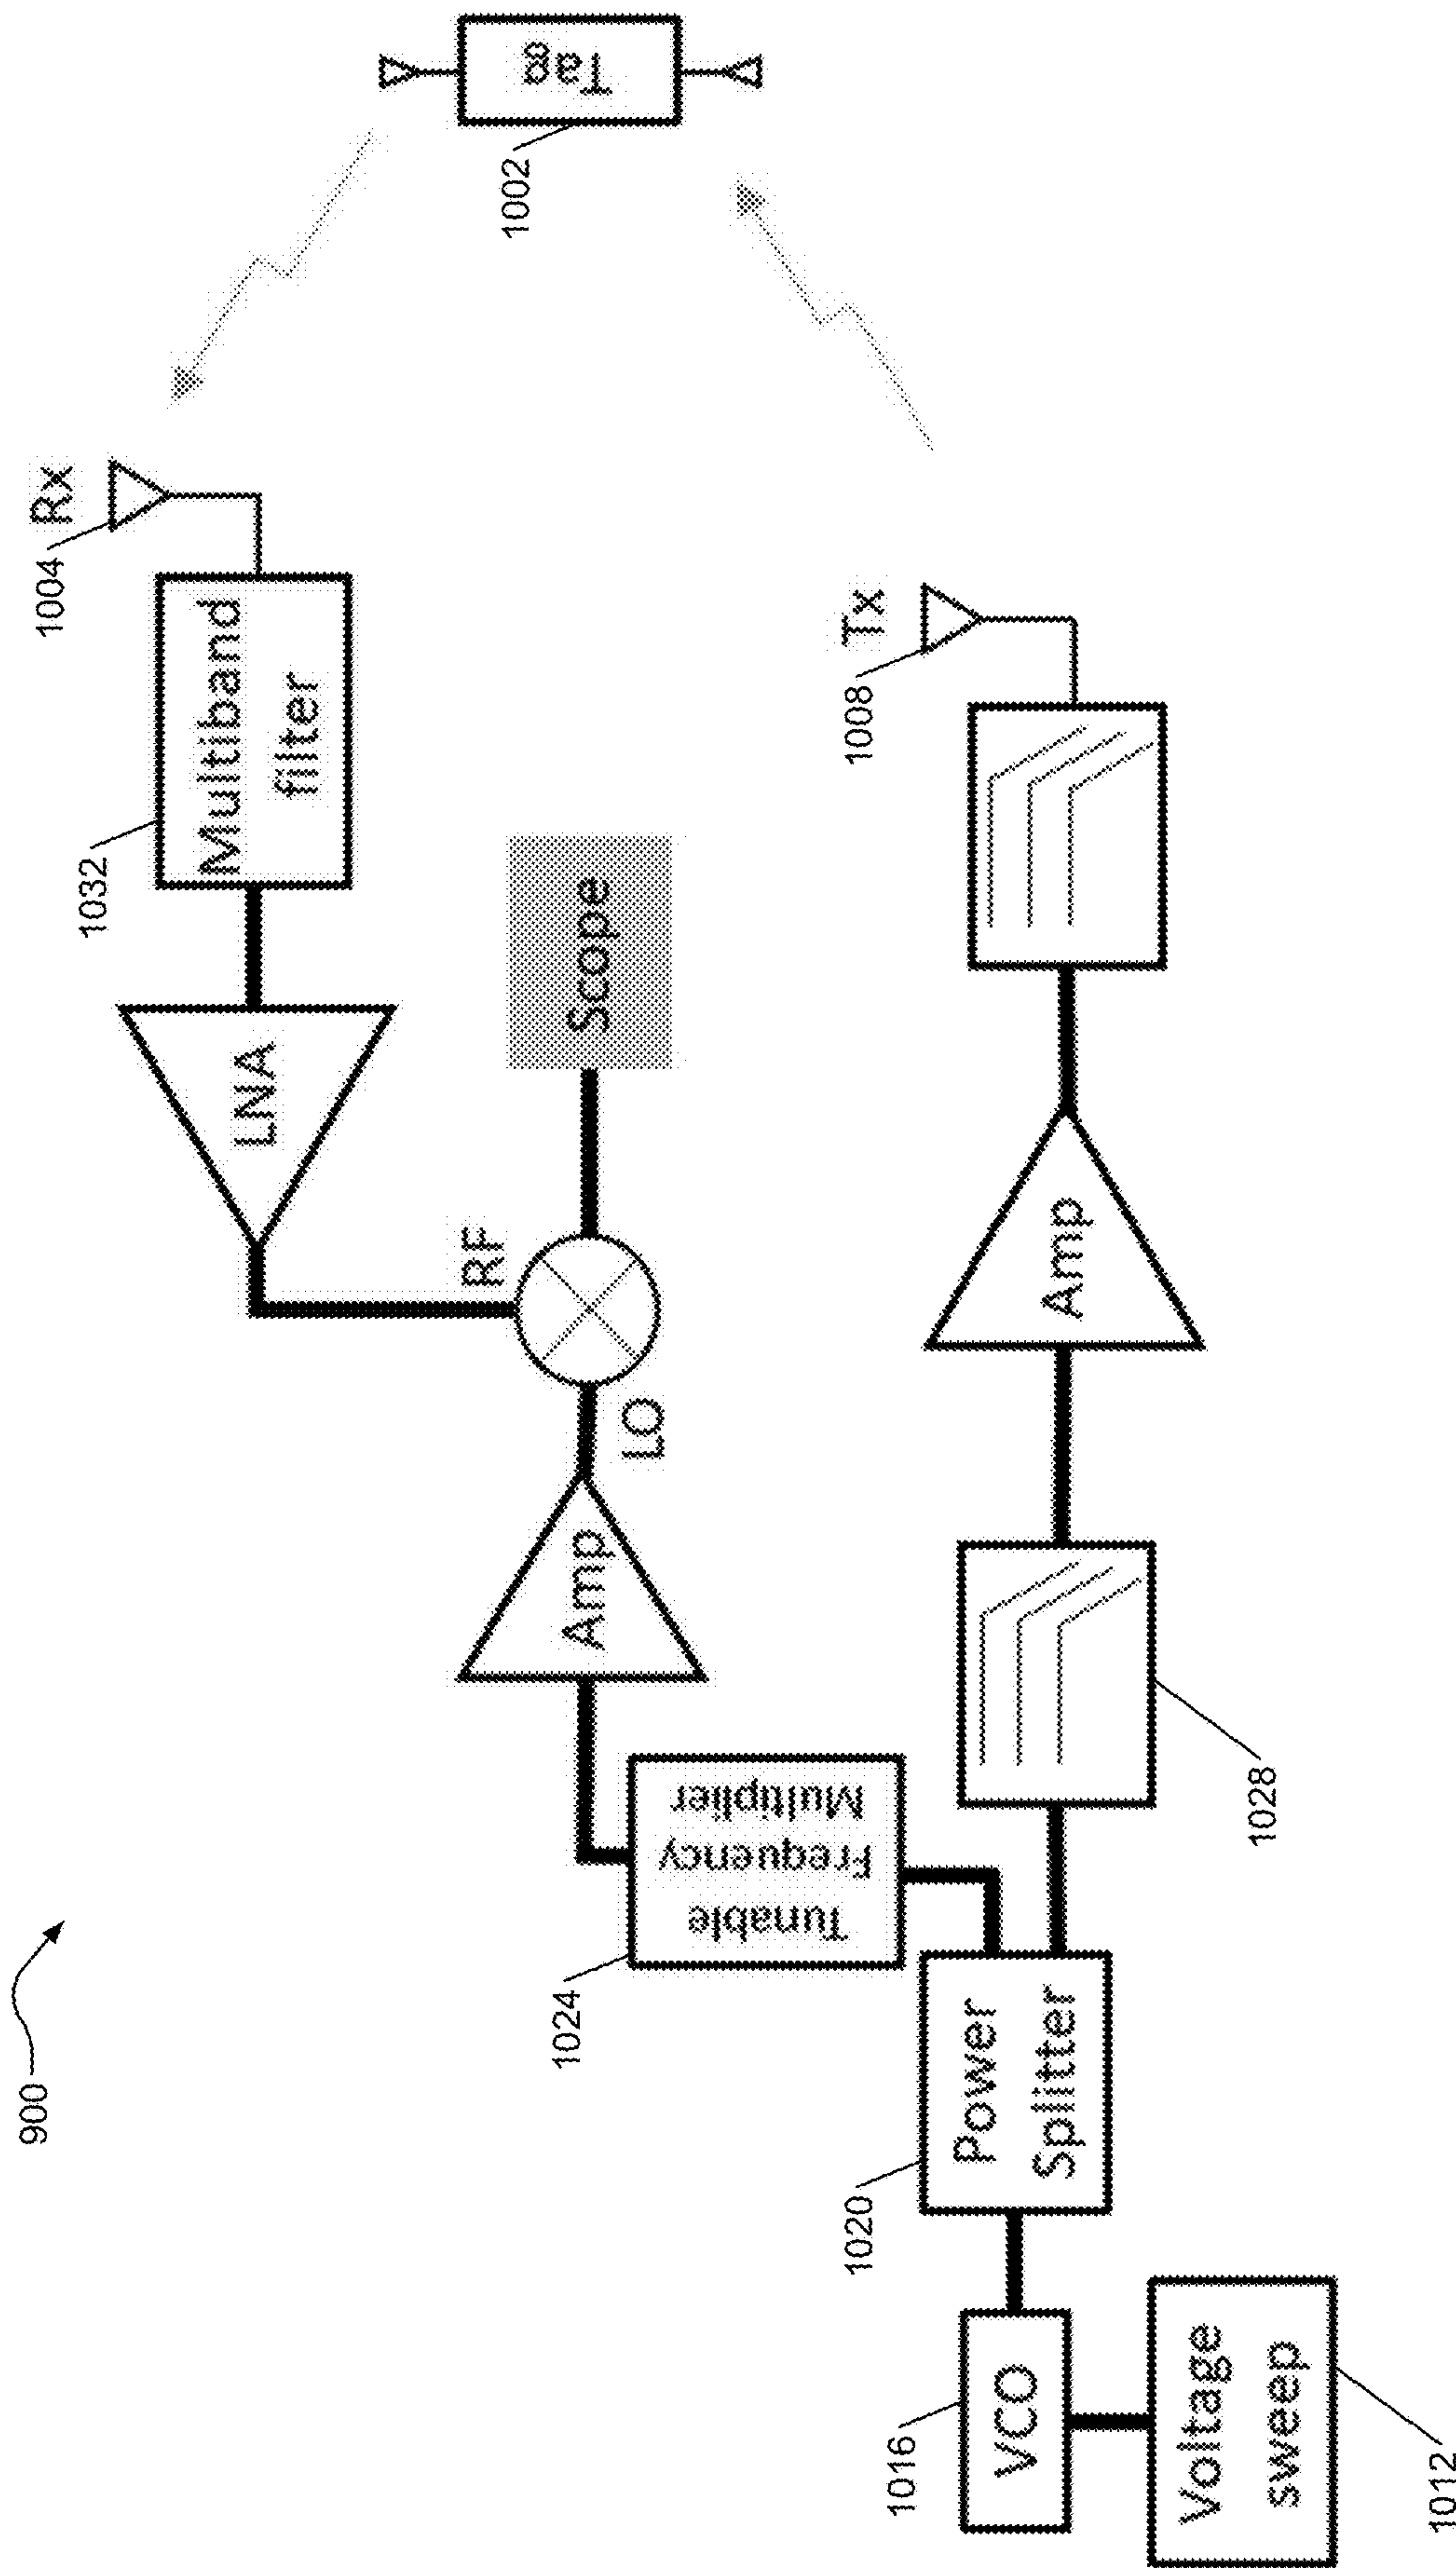 900
1004
Rx
1032
Multiband
filter
LNA
1002
Tag
RF
Scope
LO
Amp
1024
Tunable
Frequency
Multiplier
1008
Tx
1016
VCO
1020
Power
Splitter
1028
Amp
1012
Voltage
sweep